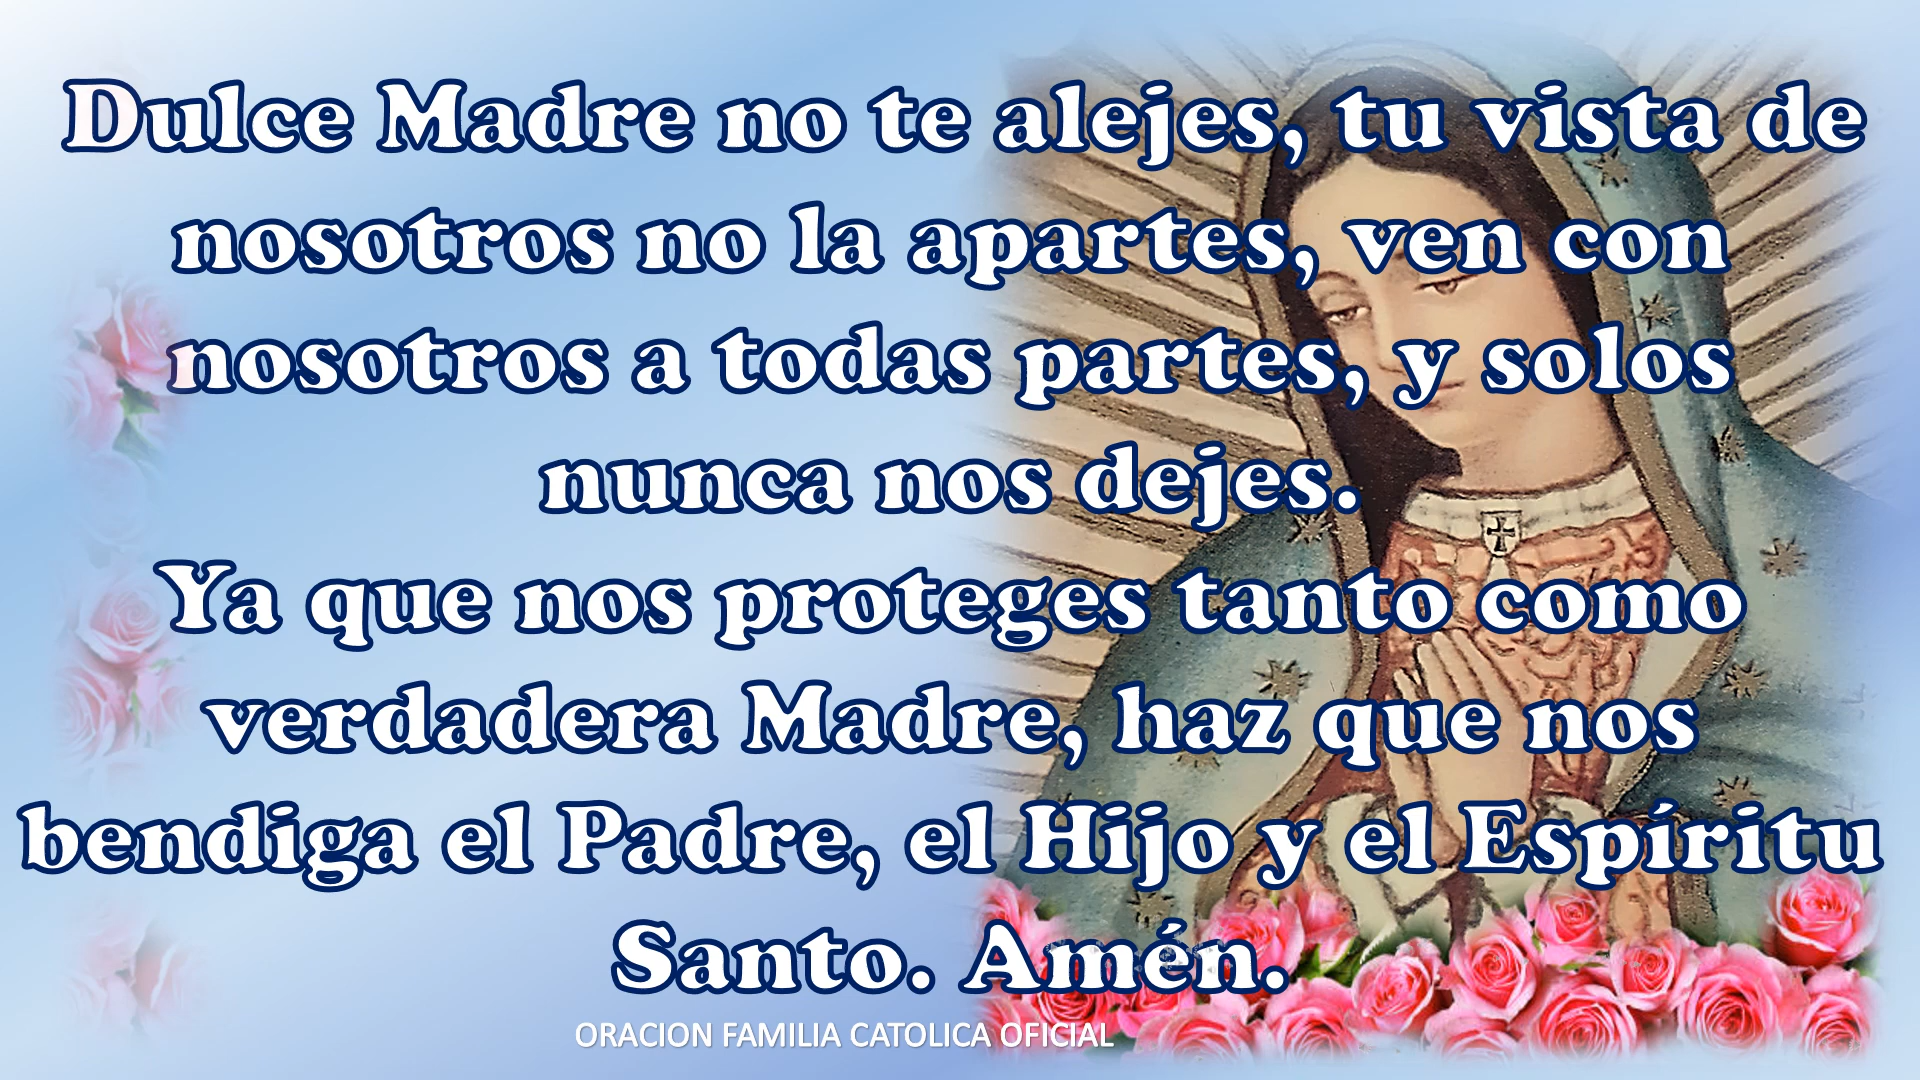 Dulce Madre no te alejes, tu vista de
nosotros no la apartes, ven con
nosotros a todas partes, y solos
nunca nos dejes.
Ya que nos proteges tanto como
verdadera Madre, haz que nos
bendiga el Padre, el Hijo y el Espíritu
Santo. Amén.
ORACION FAMILIA CATOLICA OFICIAL